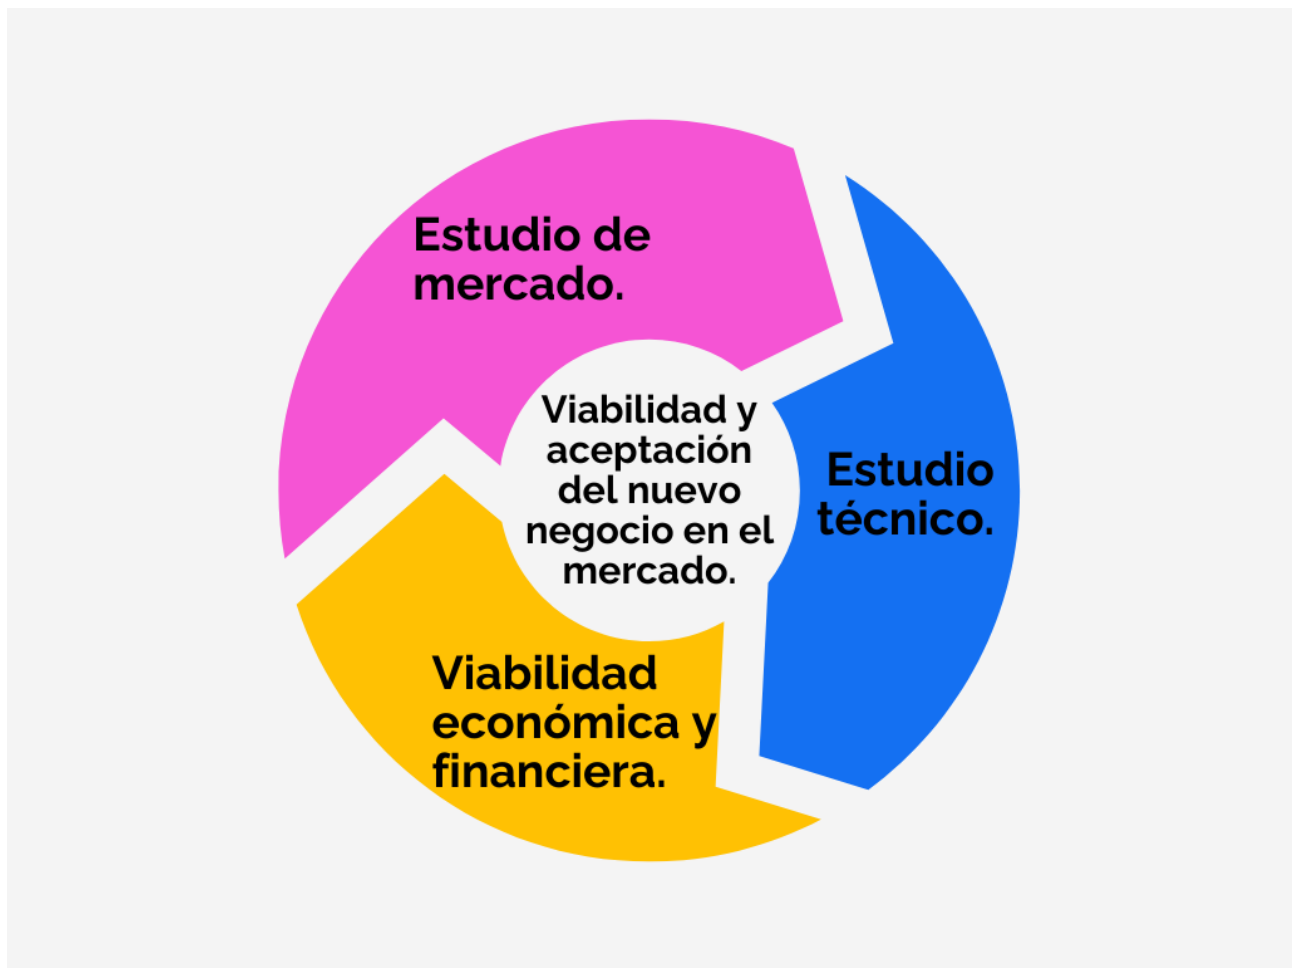 Estudio de
mercado.
Viabilidad y
aceptación
del nuevo
negocio en el
mercado.
Estudio
técnico.
Viabilidad
económica y
financiera.